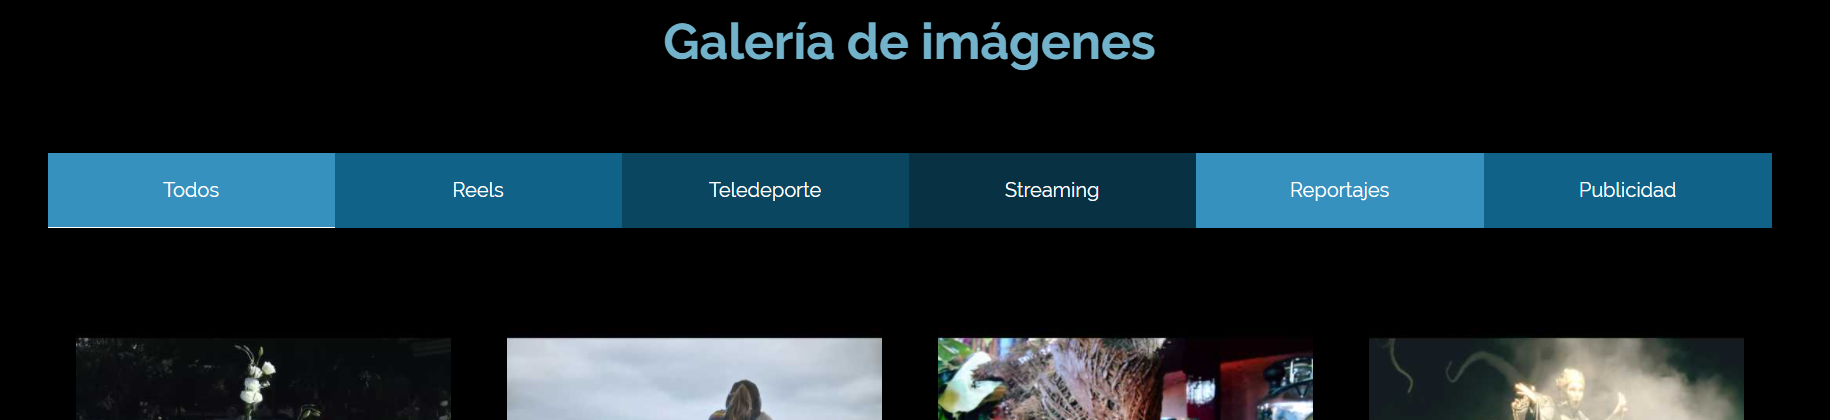 Galería de imágenes
Todos Reels Teledeporte Streaming Reportajes Publicidad